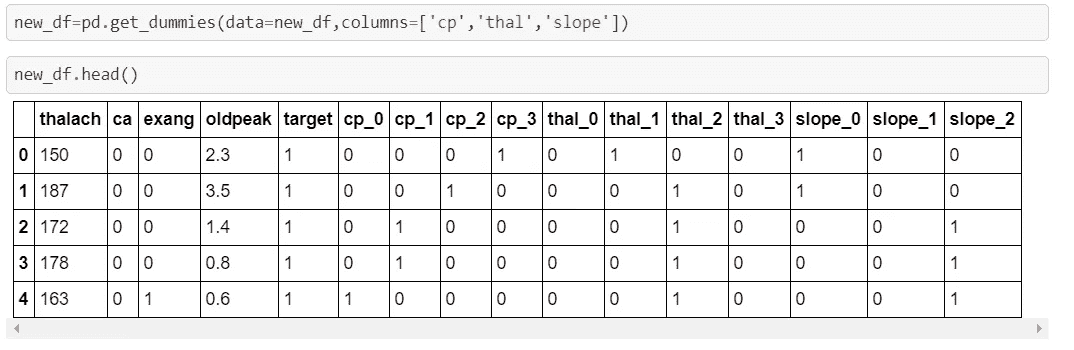 new_df=pd.get_dummies(data=new_df,columns=['cp','thal','slope'])
new_df.head()
thalach ca exang oldpeak target cp_0 cp_1 cp_2 cp_3 thal_0 thal_1 thal_2 thal_3 slope_0 slope_1 slope_2
0 150 0 0 2.3 1 0 0 0 1 0 1 0 0 1 0 0
1 187 0 0 3.5 1 0 0 1 0 0 0 1 0 1 0 0
2 172 0 0 1.4 1 0 1 0 0 0 0 1 0 0 0 1
3 178 0 0 0.8 1 0 1 0 0 0 0 1 0 0 0 1
4 163 0 1 0.6 1 1 0 0 0 0 0 1 0 0 0 1